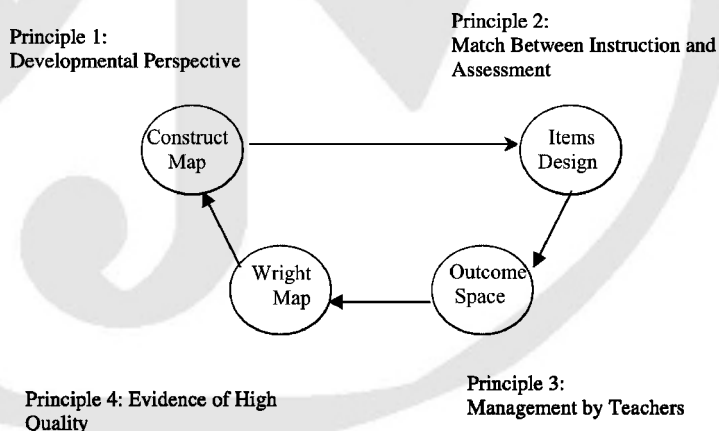 Principle 1:
Developmental Perspective
Principle 2:
Match Between Instruction and
Assessment
Construct
Map
Items
Design
Wright
Map
Outcome
Space
Principle 4: Evidence of High
Quality
Principle 3:
Management by Teachers